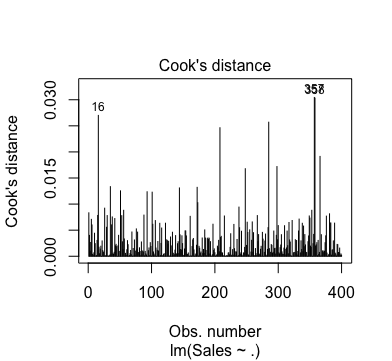 Cook's distance
16
0.030
0.015
0.000
Cook's distance
0 100 200 300 400
Obs. number
lm(Sales ~ .)